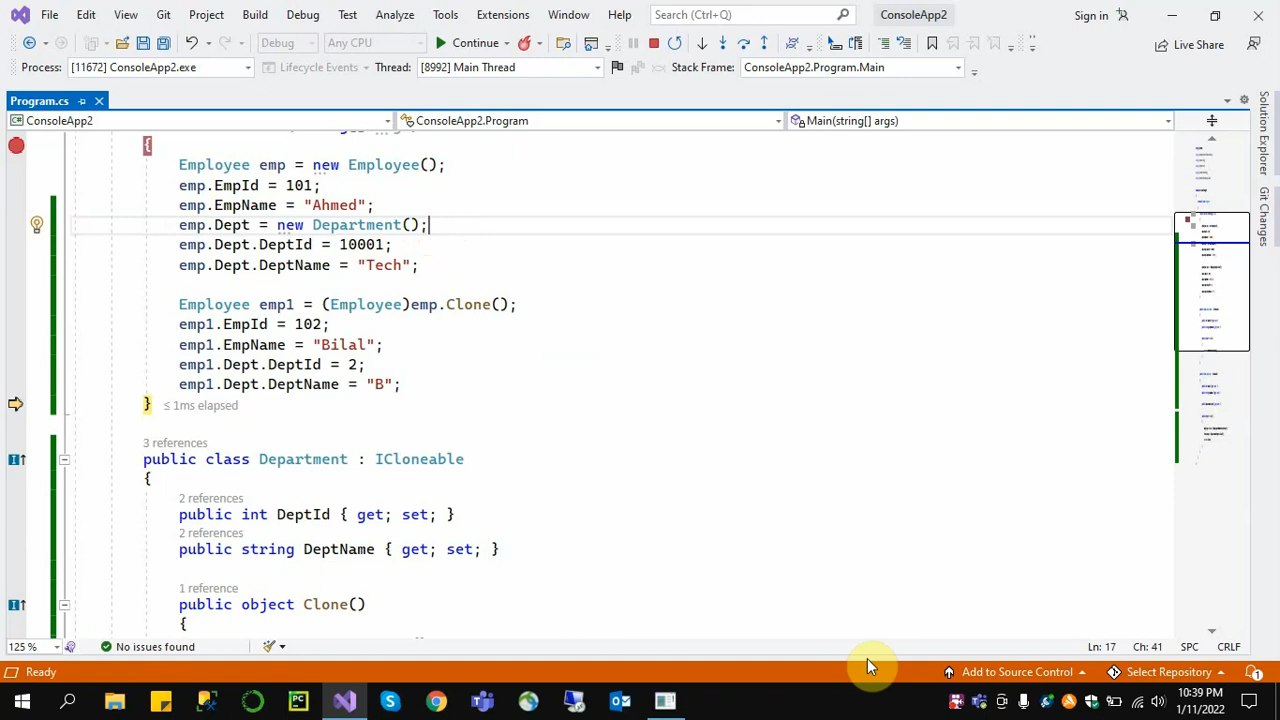 File Edit View Git Project Build Debug Test Analyze Tools Extensions Window Help Search (Ctrl+Q) ConsoleApp2 Sign in
Debug Any CPU Continue Live Share
Process: [11672] ConsoleApp2.exe Lifecycle Events Thread: [8992] Main Thread Stack Frame: ConsoleApp2.Program.Main
Program.cs
ConsoleApp2 ConsoleApp2.Program Main(string[] args)
{
Employee emp = new Employee();
emp.EmpId = 101;
emp.EmpName = "Ahmed";
emp.Dept = new Department();
emp.Dept.DeptId = 10001;
emp.Dept.DeptName = "Tech";
Employee emp1 = (Employee)emp.Clone();
emp1.EmpId = 102;
emp1.EmpName = "Bilal";
emp1.Dept.DeptId = 2;
emp1.Dept.DeptName = "B";
} ≤ 1ms elapsed
3 references
public class Department : ICloneable
{
2 references
public int DeptId { get; set; }
2 references
public string DeptName { get; set; }
1 reference
public object Clone()
{
Solution Explorer
Git Changes
125 % No issues found Ln: 17 Ch: 41 SPC CRLF
Ready Add to Source Control Select Repository 1
10:39 PM
1/11/2022